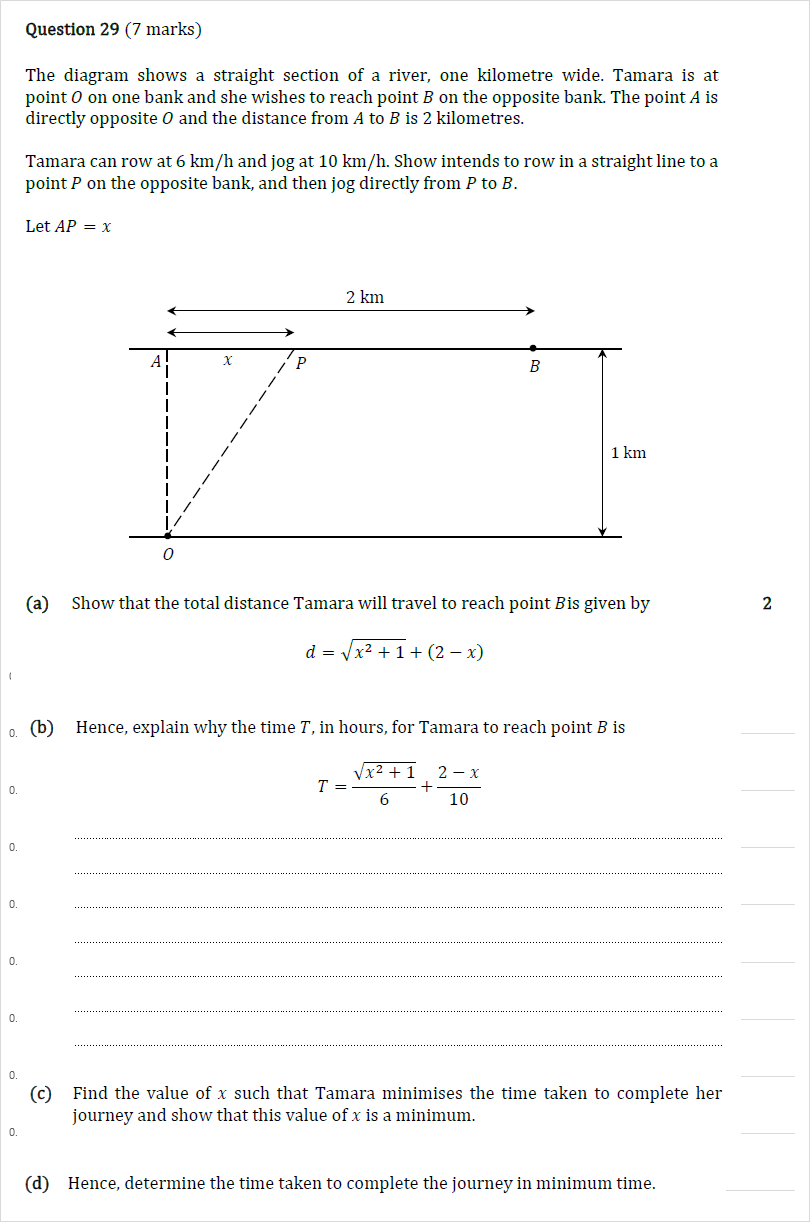 Question 29 (7 marks)
The diagram shows a straight section of a river, one kilometre wide. Tamara is at
point O on one bank and she wishes to reach point B on the opposite bank. The point A is
directly opposite O and the distance from A to B is 2 kilometres.
Tamara can row at 6 km/h and jog at 10 km/h. Show intends to row in a straight line to a
point P on the opposite bank, and then jog directly from P to B.
Let AP = x
2 km
A x P B
1 km
O
(a) Show that the total distance Tamara will travel to reach point B is given by 2
d = √(x² + 1) + (2 − x)
0. (b) Hence, explain why the time T, in hours, for Tamara to reach point B is
T = √(x² + 1)/6 + (2 − x)/10
0.
0.
0.
0.
0.
0.
(c) Find the value of x such that Tamara minimises the time taken to complete her
journey and show that this value of x is a minimum.
0.
(d) Hence, determine the time taken to complete the journey in minimum time.